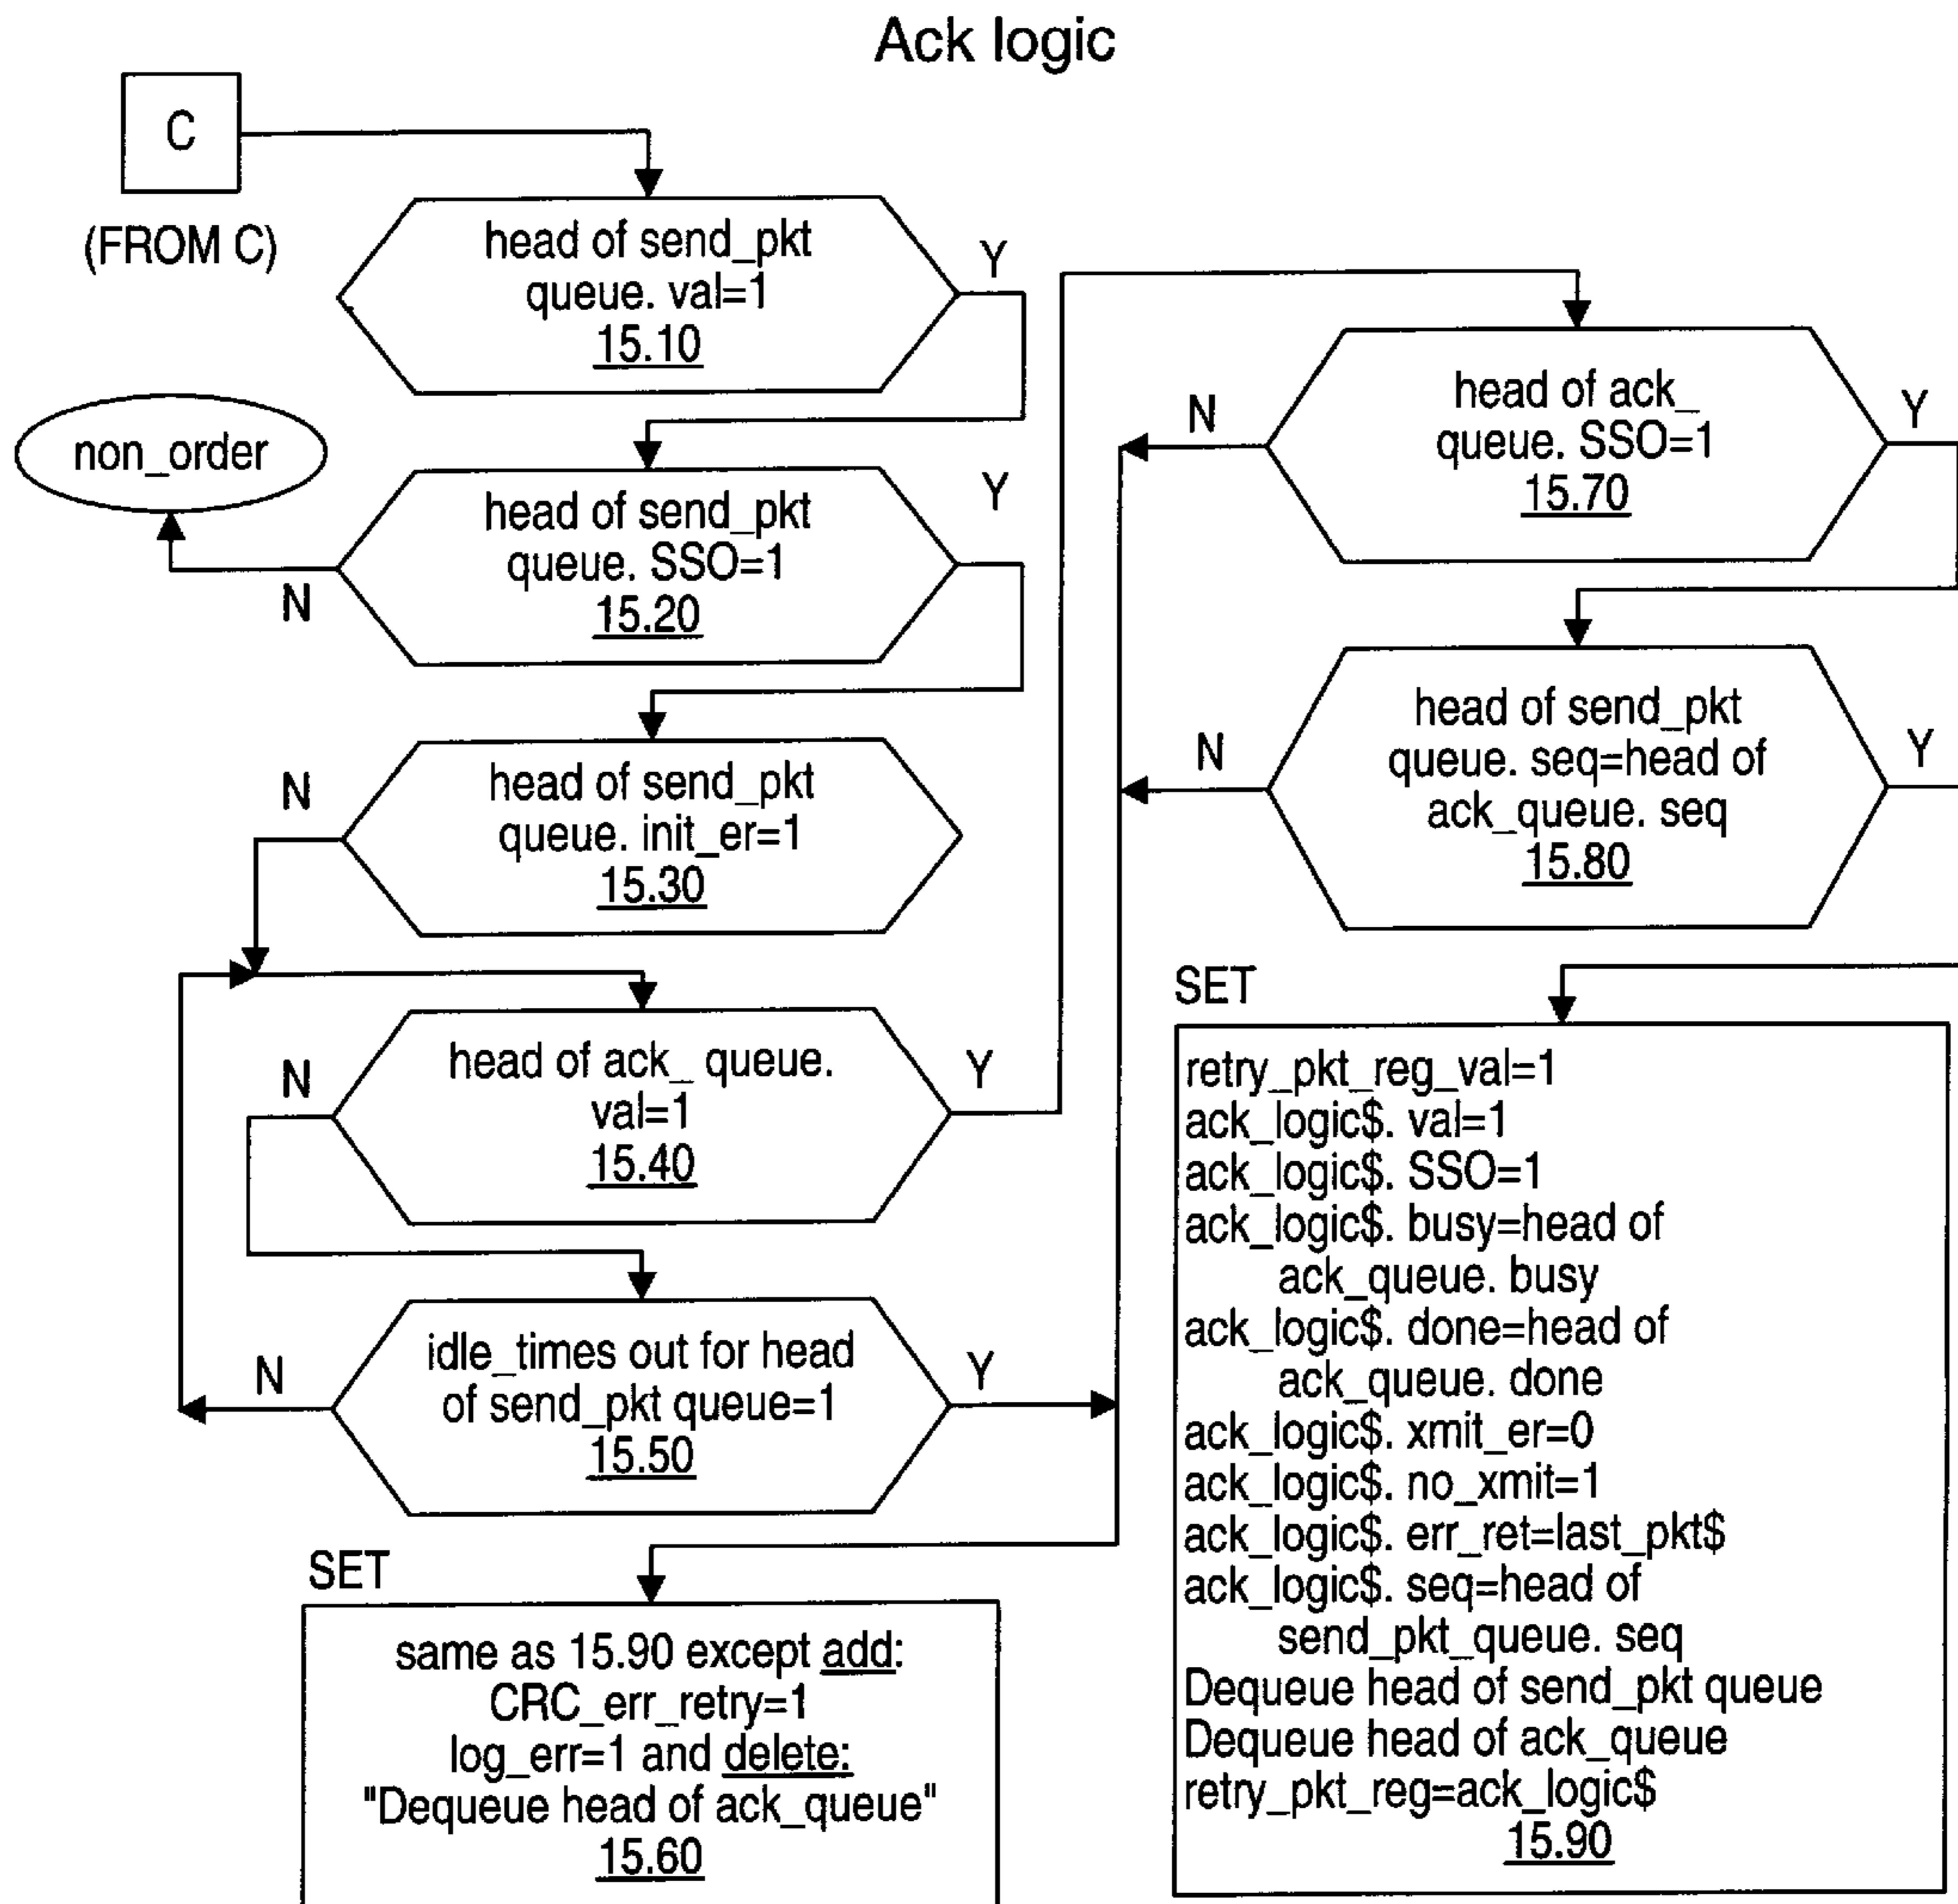 Ack logic
C
(FROM C)
head of send_pkt
queue. val=1
15.10
Y
non_order
head of send_pkt
queue. SSO=1
15.20
Y
N
head of send_pkt
queue. init_er=1
15.30
N
head of ack_ queue.
val=1
15.40
N
Y
idle_times out for head
of send_pkt queue=1
15.50
N
Y
SET
same as 15.90 except add:
CRC_err_retry=1
log_err=1 and delete:
"Dequeue head of ack_queue"
15.60
head of ack_
queue. SSO=1
15.70
N
Y
head of send_pkt
queue. seq=head of
ack_queue. seq
15.80
N
Y
SET
retry_pkt_reg_val=1
ack_logic$. val=1
ack_logic$. SSO=1
ack_logic$. busy=head of
ack_queue. busy
ack_logic$. done=head of
ack_queue. done
ack_logic$. xmit_er=0
ack_logic$. no_xmit=1
ack_logic$. err_ret=last_pkt$
ack_logic$. seq=head of
send_pkt_queue. seq
Dequeue head of send_pkt queue
Dequeue head of ack_queue
retry_pkt_reg=ack_logic$
15.90